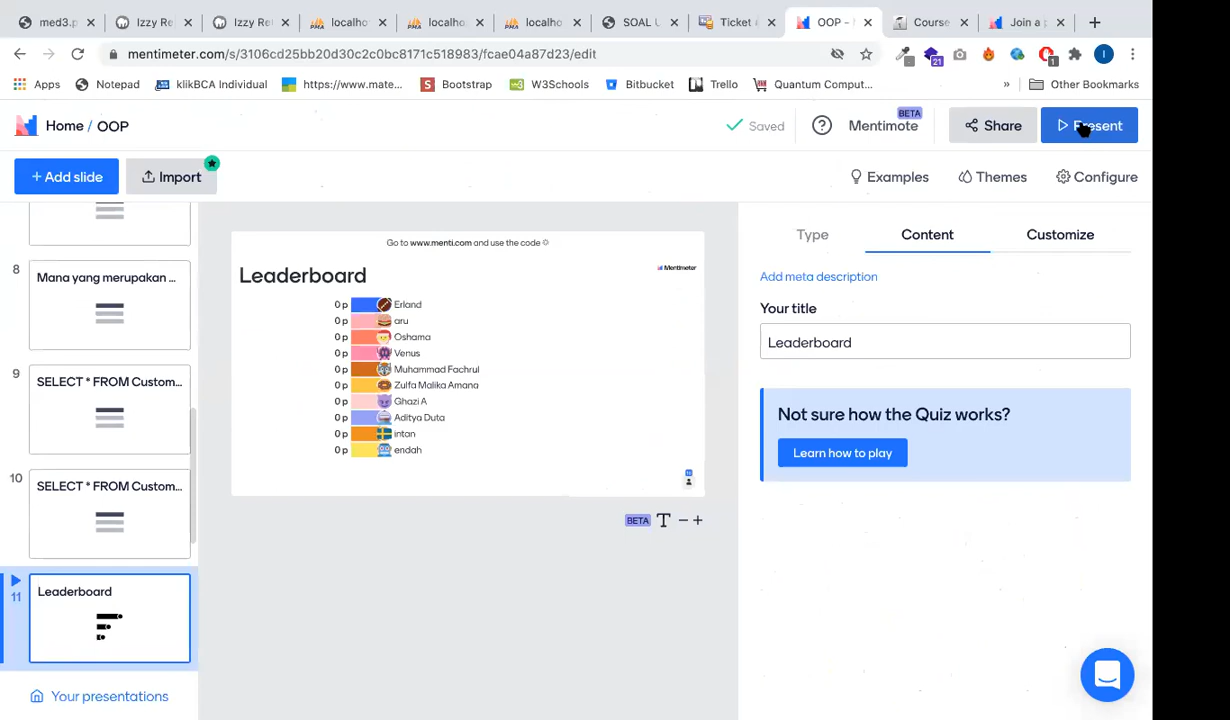 med3.p
Izzy Re
Izzy Re
localho
localho
localho
SOAL U
Ticket
OOP –
Course
Join a p
mentimeter.com/s/3106cd25bb20d30c2c0bc8171c518983/fcae04a87d23/edit
21
1
I
Apps
Notepad
klikBCA Individual
https://www.mate...
Bootstrap
W3Schools
Bitbucket
Trello
Quantum Comput...
»
Other Bookmarks
Home / OOP
Saved
?
Mentimote
BETA
Share
Present
+ Add slide
Import
Examples
Themes
Configure
8
Mana yang merupakan ...
9
SELECT * FROM Custom...
10
SELECT * FROM Custom...
11
Leaderboard
Your presentations
Go to www.menti.com and use the code
Leaderboard
Mentimeter
0 p Erland
0 p aru
0 p Oshama
0 p Venus
0 p Muhammad Fachrul
0 p Zulfa Malika Amana
0 p Ghazi A
0 p Aditya Duta
0 p intan
0 p endah
BETA T − +
Type
Content
Customize
Add meta description
Your title
Leaderboard
Not sure how the Quiz works?
Learn how to play